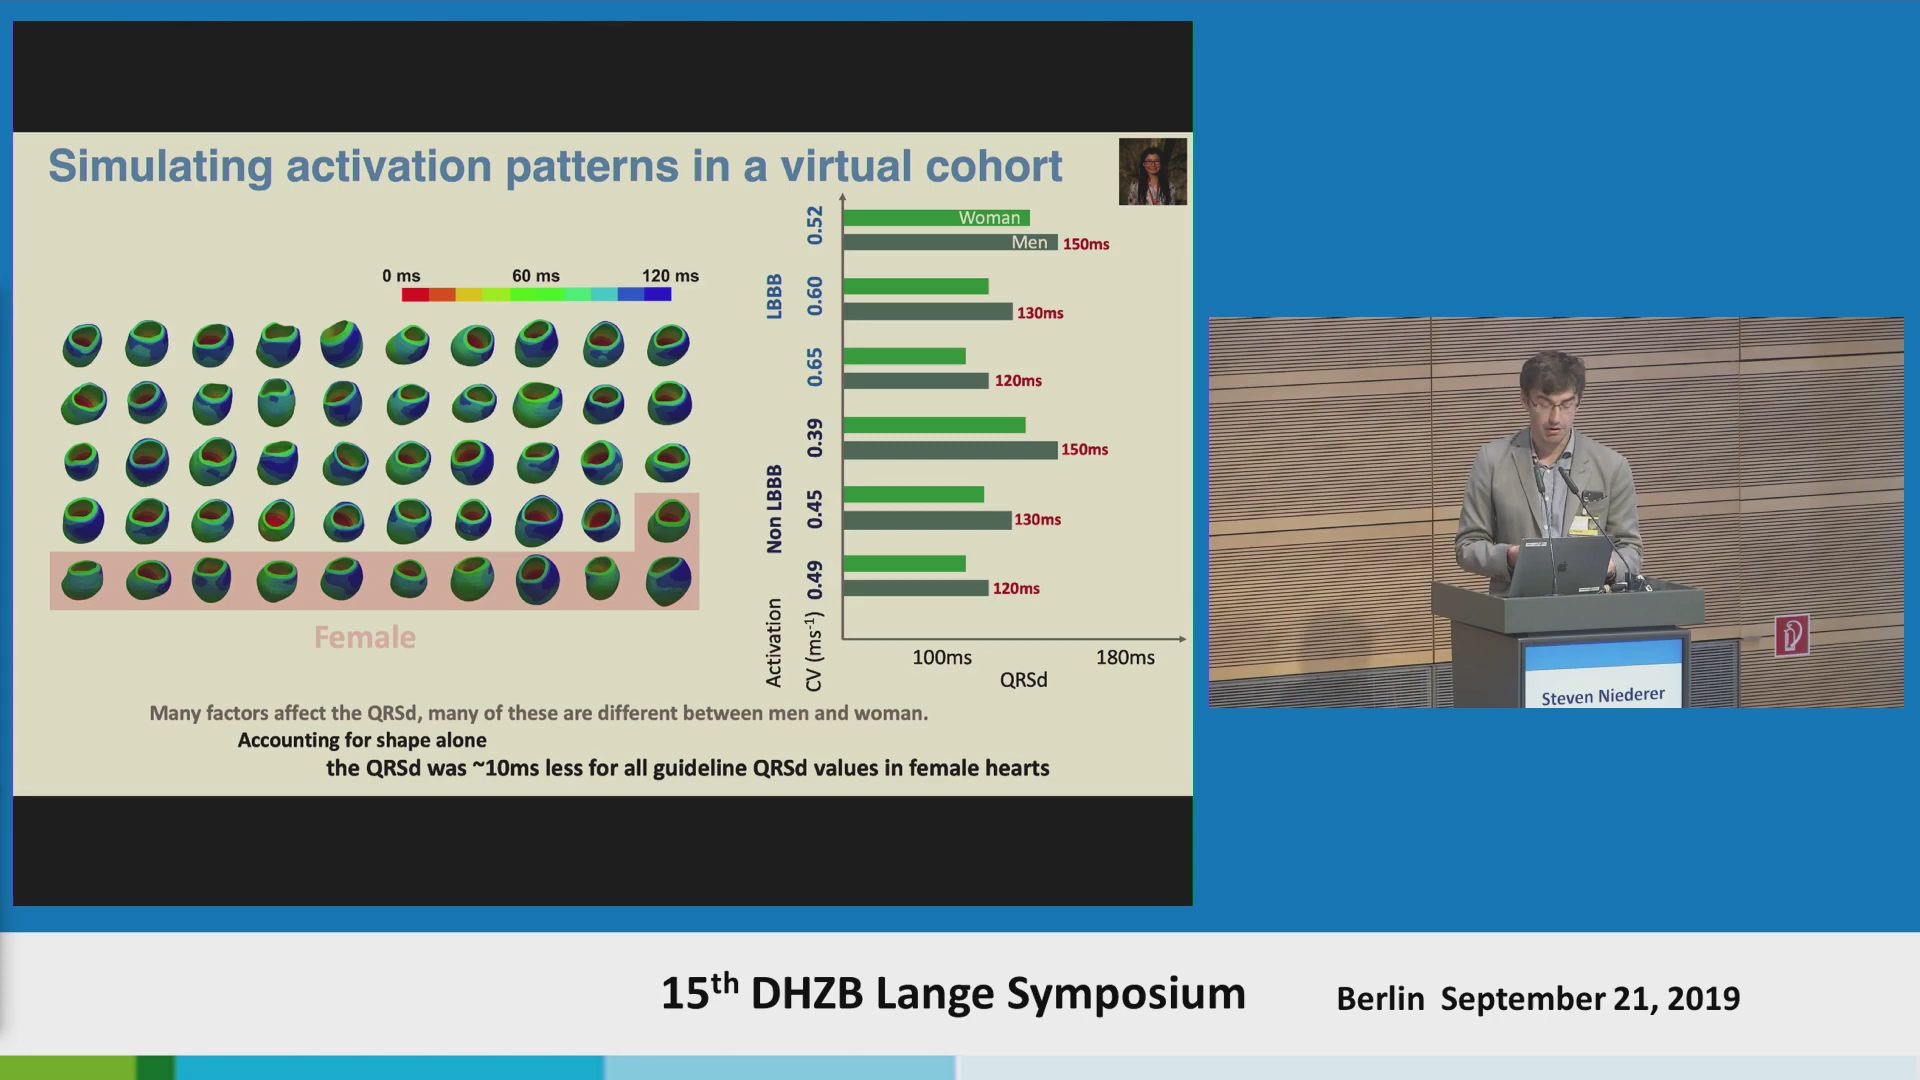 Simulating activation patterns in a virtual cohort
0 ms 60 ms 120 ms
Female
Woman
Men
150ms
130ms
120ms
150ms
130ms
120ms
LBBB
Non LBBB
Activation
0.52
0.60
0.65
0.39
0.45
0.49
CV (ms-1)
100ms 180ms
QRSd
Many factors affect the QRSd, many of these are different between men and woman.
Accounting for shape alone
the QRSd was ~10ms less for all guideline QRSd values in female hearts
Steven Niederer
15th DHZB Lange Symposium
Berlin September 21, 2019